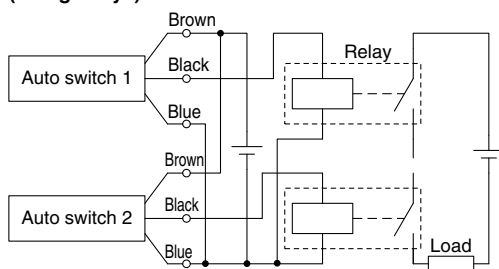 Brown
Relay
Black
Auto switch 1
Blue
Brown
Black
Auto switch 2
Blue
Load